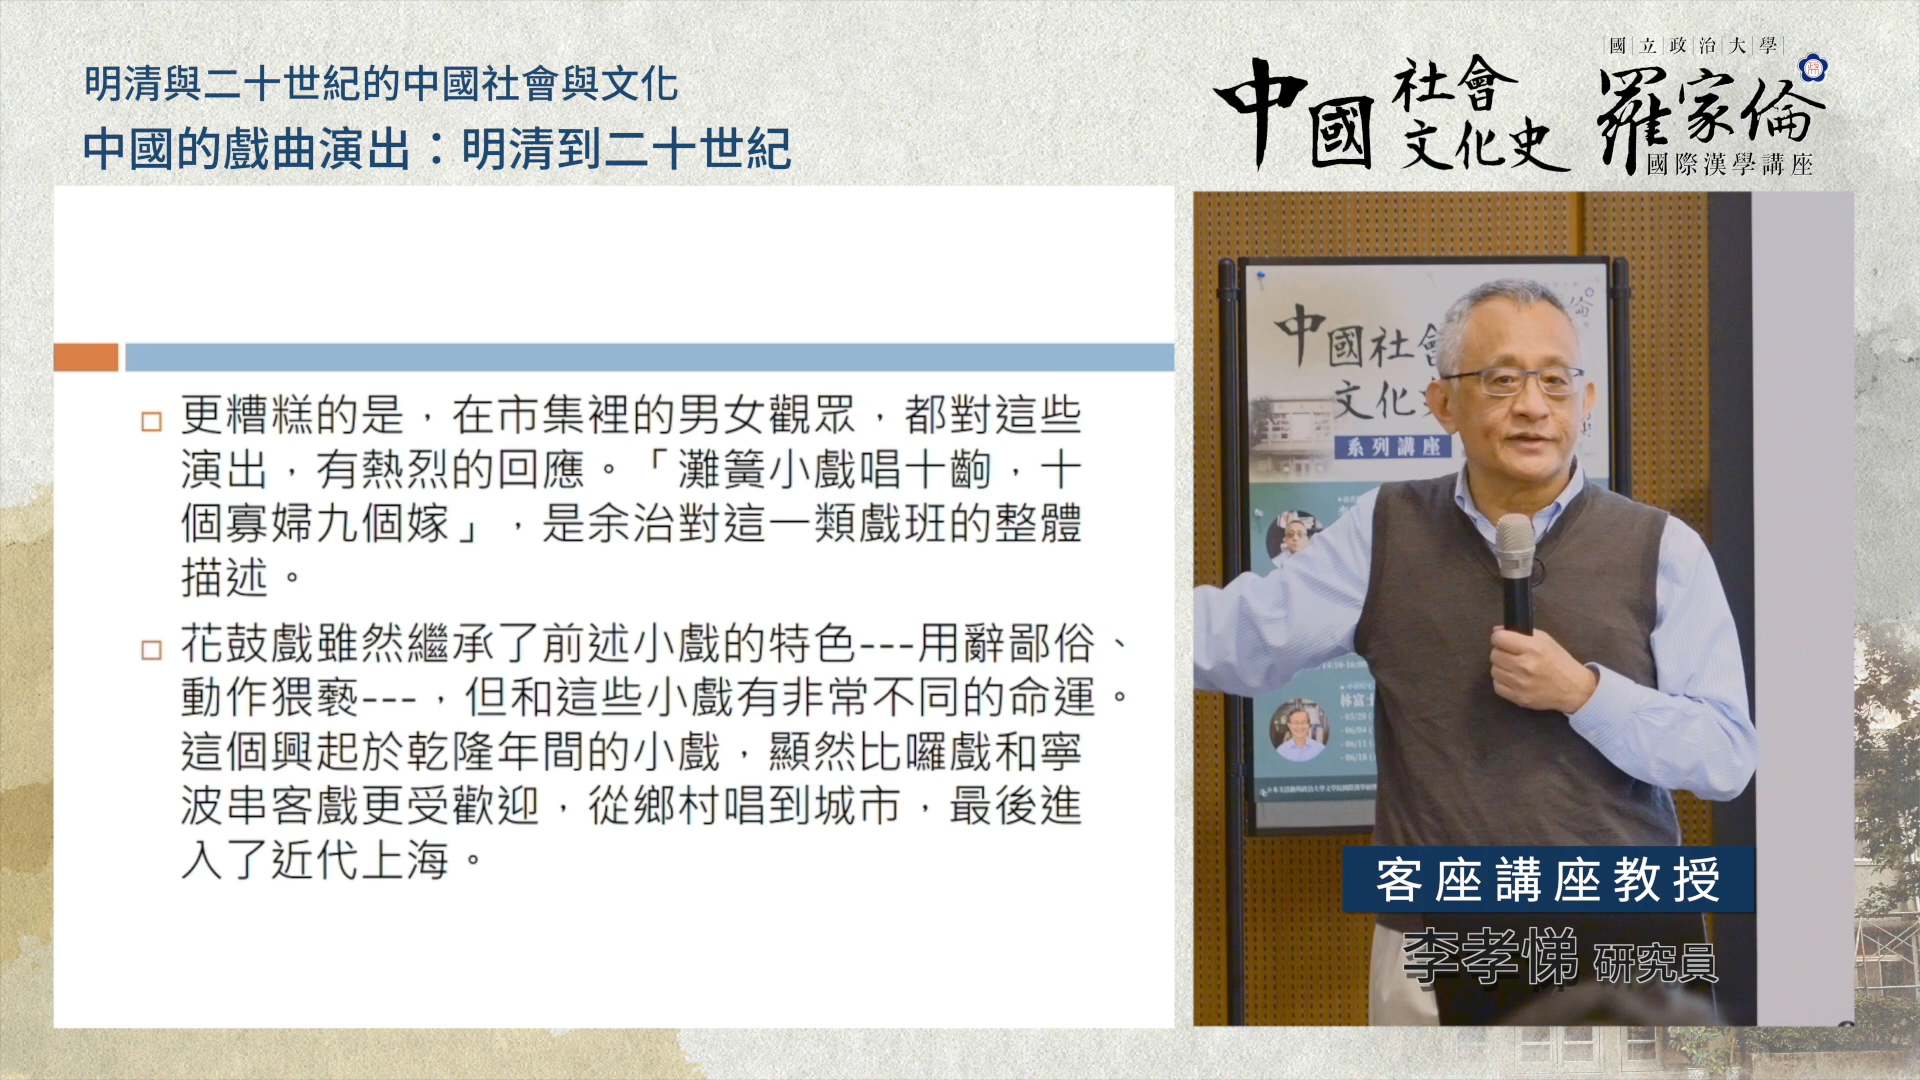 明清與二十世紀的中國社會與文化
中國的戲曲演出：明清到二十世紀
中國社會文化史
國立政治大學
羅家倫
國際漢學講座
更糟糕的是，在市集裡的男女觀眾，都對這些
演出，有熱烈的回應。「灘簧小戲唱十齣，十
個寡婦九個嫁」，是余治對這一類戲班的整體
描述。
花鼓戲雖然繼承了前述小戲的特色---用辭鄙俗、
動作猥褻---，但和這些小戲有非常不同的命運。
這個興起於乾隆年間的小戲，顯然比囉戲和寧
波串客戲更受歡迎，從鄉村唱到城市，最後進
入了近代上海。
中國社會
文化
系列講座
林富士
客座講座教授
李孝悌 研究員